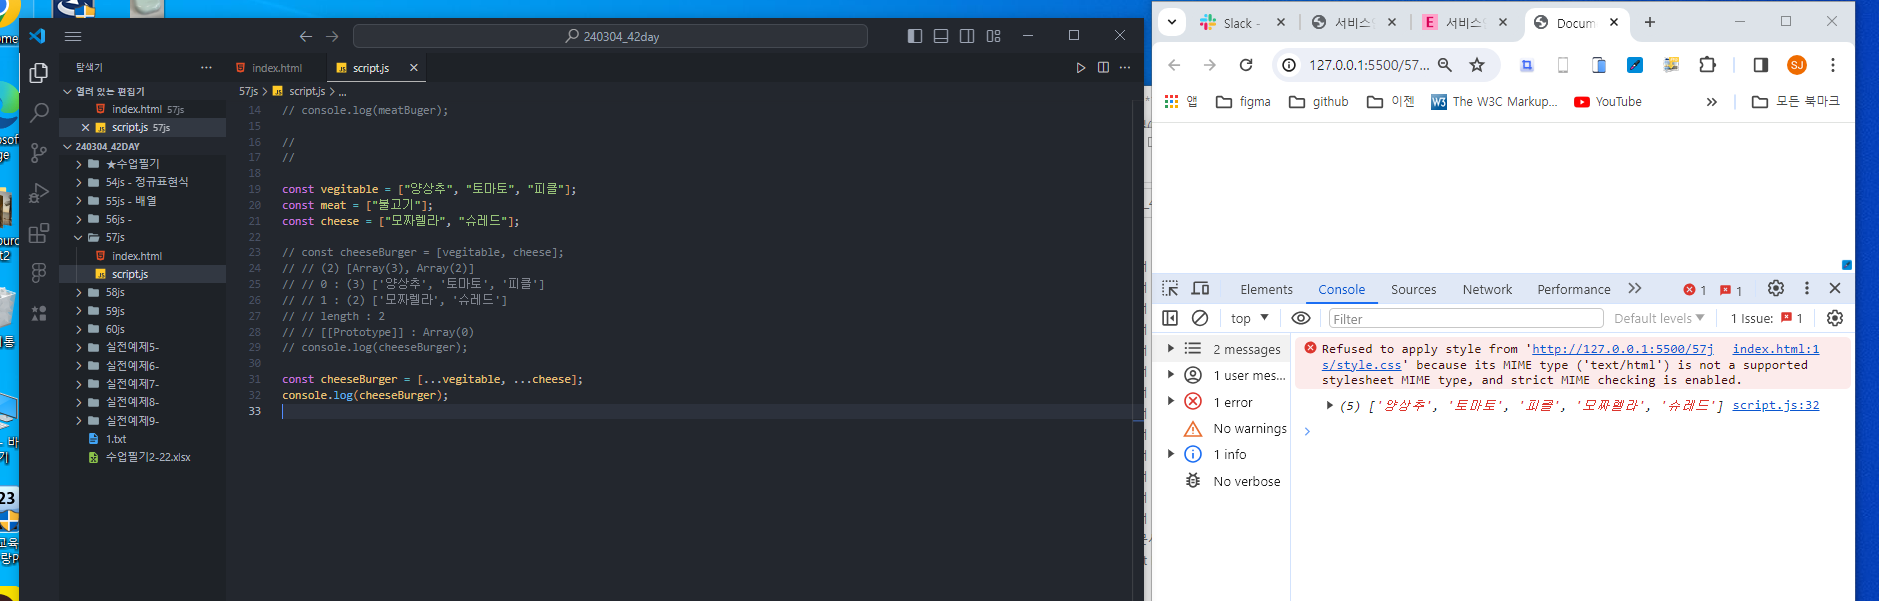 240304_42day
탐색기
열려 있는 편집기
index.html 57js
script.js 57js
240304_42DAY
★수업필기
54js - 정규표현식
55js - 배열
56js -
57js
index.html
script.js
58js
59js
60js
실전예제5-
실전예제6-
실전예제7-
실전예제8-
실전예제9-
1.txt
수업필기2-22.xlsx
index.html
script.js
57js > script.js > ...
14 // console.log(meatBuger);
15
16 //
17 //
18
19 const vegitable = ["양상추", "토마토", "피클"];
20 const meat = ["불고기"];
21 const cheese = ["모짜렐라", "슈레드"];
22
23 // const cheeseBurger = [vegitable, cheese];
24 // // (2) [Array(3), Array(2)]
25 // // 0 : (3) ['양상추', '토마토', '피클']
26 // // 1 : (2) ['모짜렐라', '슈레드']
27 // // length : 2
28 // // [[Prototype]] : Array(0)
29 // console.log(cheeseBurger);
30
31 const cheeseBurger = [...vegitable, ...cheese];
32 console.log(cheeseBurger);
33
Slack -
서비스
서비스
Docum
127.0.0.1:5500/57...
SJ
앱
figma
github
이젠
The W3C Markup...
YouTube
모든 북마크
Elements
Console
Sources
Network
Performance
1
1
top
Filter
Default levels
1 Issue: 1
2 messages
1 user mes...
1 error
No warnings
1 info
No verbose
Refused to apply style from 'http://127.0.0.1:5500/57j index.html:1
s/style.css' because its MIME type ('text/html') is not a supported
stylesheet MIME type, and strict MIME checking is enabled.
(5) ['양상추', '토마토', '피클', '모짜렐라', '슈레드'] script.js:32